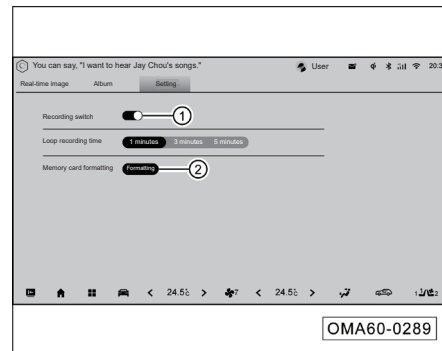 You can say, "I want to hear Jay Chou's songs." User 20:3
Real-time image Album Setting
Recording switch 1
Loop recording time 1 minutes 3 minutes 5 minutes
Memory card formatting Formatting 2
24.5 7 24.5 1 2
OMA60-0289